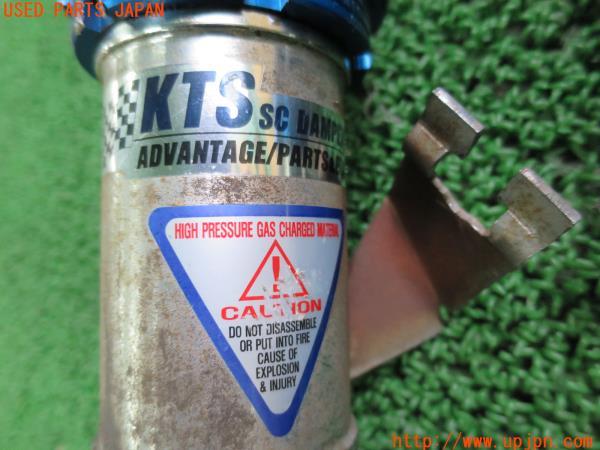 USED PARTS JAPAN
KTS SC
ADVANTAGE/PARTS
HIGH PRESSURE GAS CHARGED MATERIAL
CAUTION
DO NOT DISASSEMBLE
OR PUT INTO FIRE
CAUSE OF
EXPLOSION
& INJURY
http://www.upjpn.com/